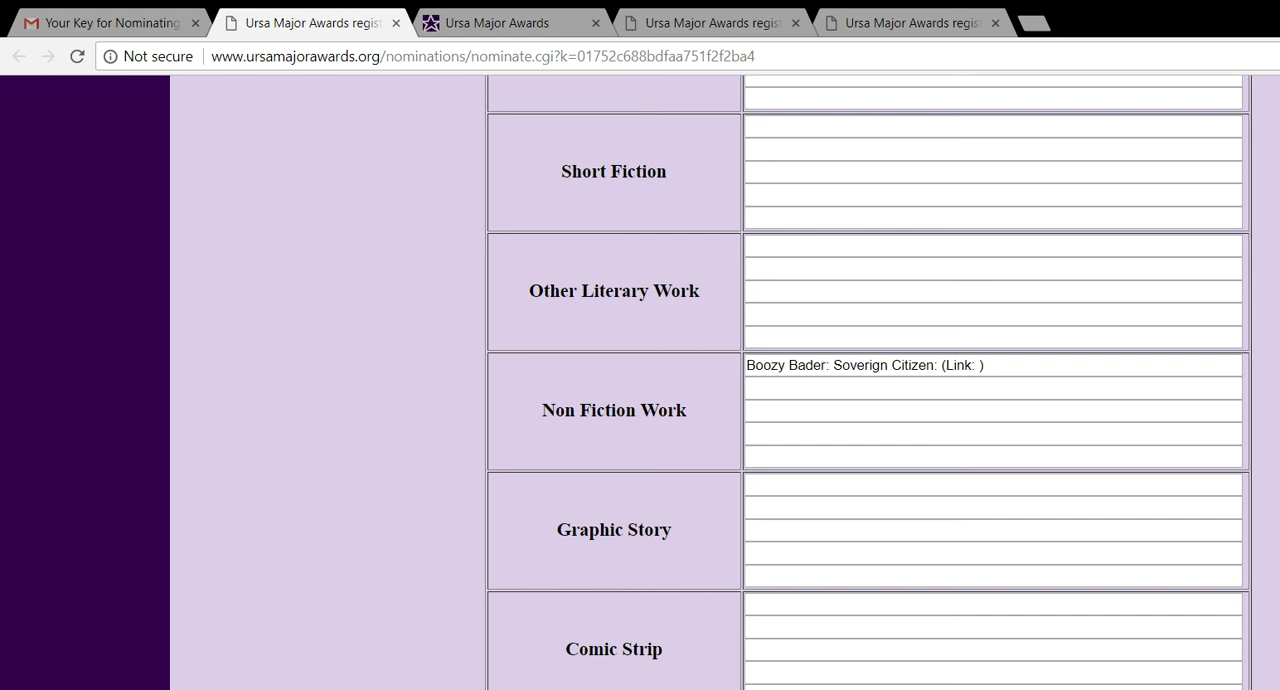 Your Key for Nominating
Ursa Major Awards regist
Ursa Major Awards
Ursa Major Awards regist
Ursa Major Awards regist
Not secure
www.ursamajorawards.org/nominations/nominate.cgi?k=01752c688bdfaa751f2f2ba4
Short Fiction
Other Literary Work
Boozy Bader: Soverign Citizen: (Link: )
Non Fiction Work
Graphic Story
Comic Strip